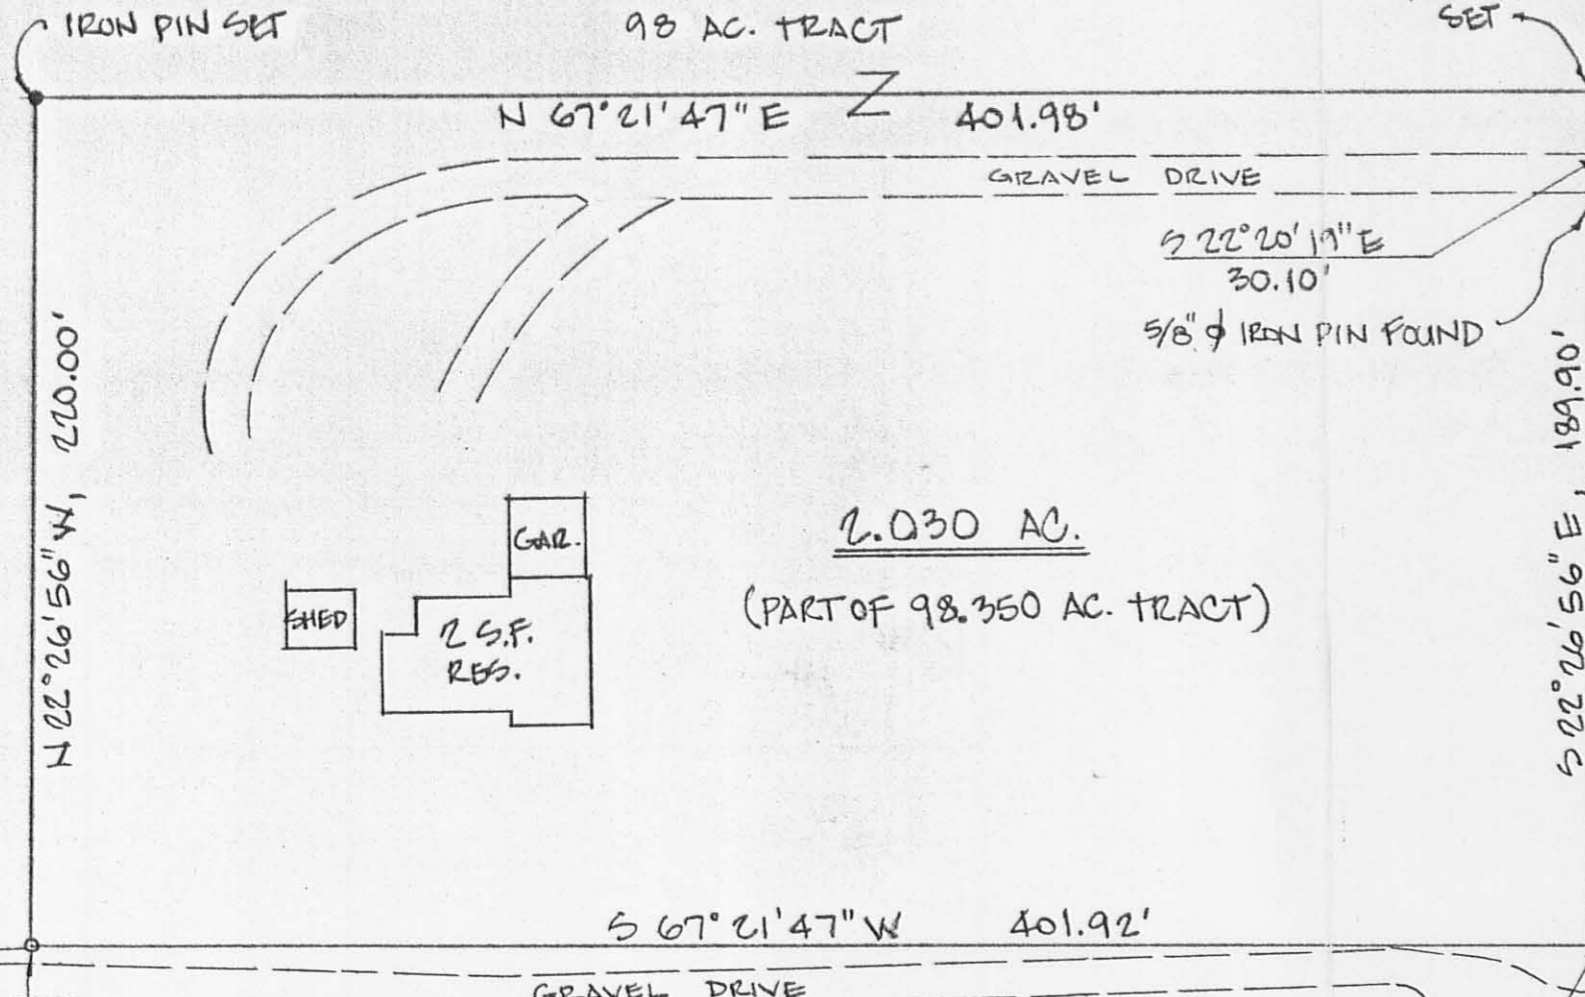 IRON PIN SET
98 AC. TRACT
SET
N 67°21'47" E
401.98'
GRAVEL DRIVE
S 22°20'19" E
30.10'
5/8" ϕ IRON PIN FOUND
N 22°26'56" W, 220.00'
S 22°26'56" E, 189.90'
GAR.
2.030 AC.
(PART OF 98.350 AC. TRACT)
SHED
2 S.F.
RES.
S 67°21'47" W
401.92'
GRAVEL DRIVE